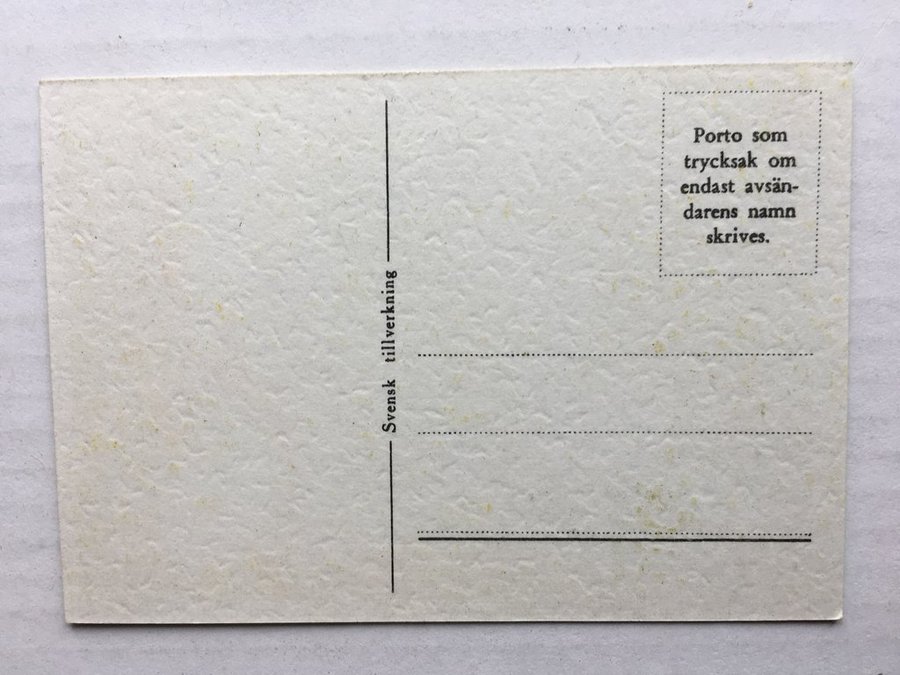 Svensk tillverkning
Porto som
trycksak om
endast avsän-
darens namn
skrives.